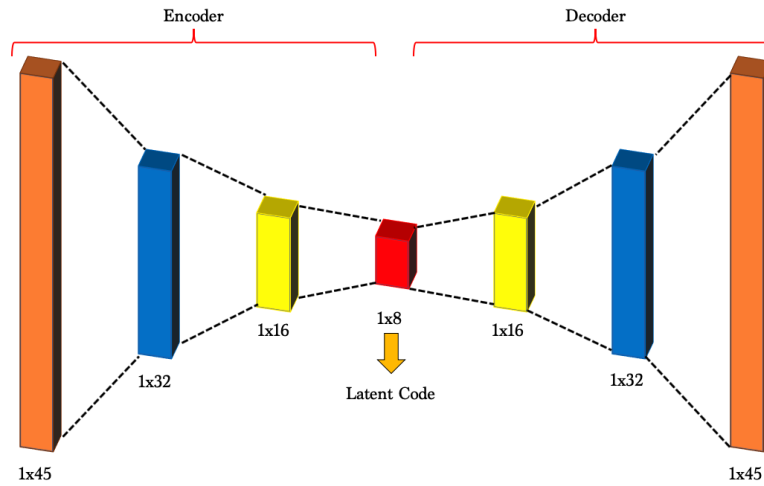 Encoder
Decoder
1x45
1x32
1x16
1x8
1x16
1x32
1x45
Latent Code